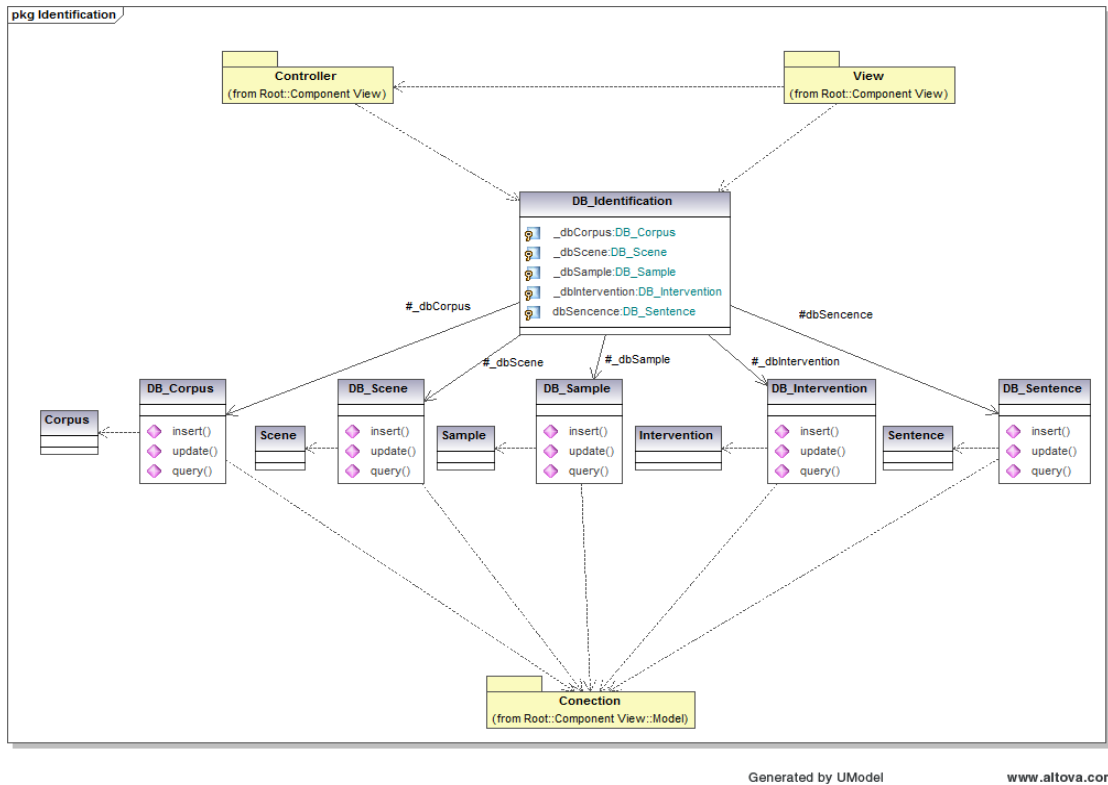 pkg Identification
Controller
(from Root::Component View)
View
(from Root::Component View)
DB_Identification
_dbCorpus:DB_Corpus
_dbScene:DB_Scene
_dbSample:DB_Sample
_dbIntervention:DB_Intervention
dbSencence:DB_Sentence
#_dbCorpus
#_dbScene
#_dbSample
#_dbIntervention
#dbSencence
Corpus
DB_Corpus
insert()
update()
query()
Scene
DB_Scene
insert()
update()
query()
Sample
DB_Sample
insert()
update()
query()
Intervention
DB_Intervention
insert()
update()
query()
Sentence
DB_Sentence
insert()
update()
query()
Conection
(from Root::Component View::Model)
Generated by UModel
www.altova.cor